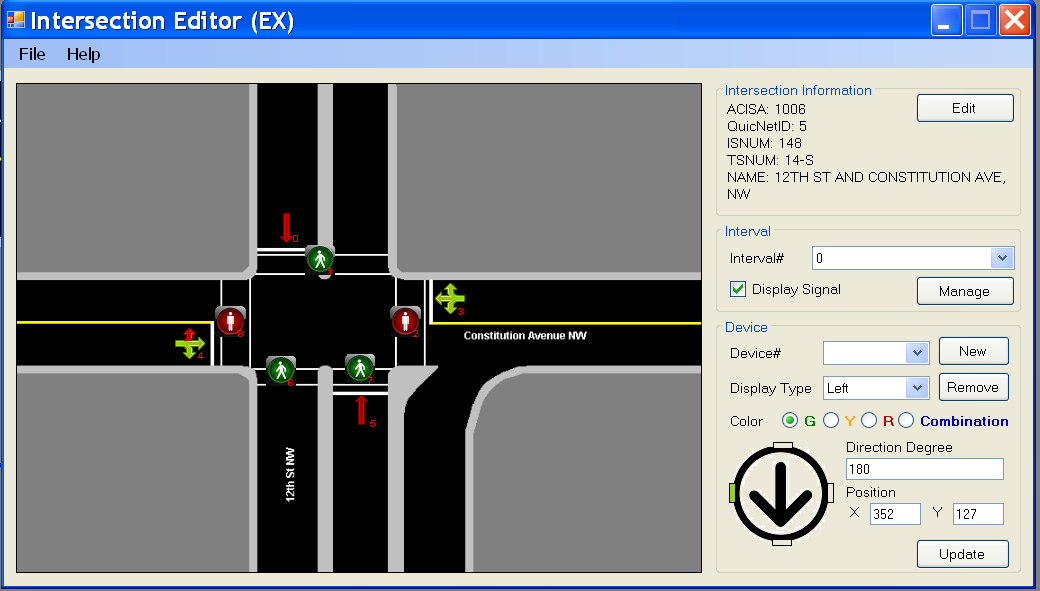 Intersection Editor (EX)
File Help
Intersection Information
ACISA: 1006
Edit
QuicNetID: 5
ISNUM: 148
TSNUM: 14-S
NAME: 12TH ST AND CONSTITUTION AVE,
NW
Interval
Interval# 0
Display Signal
Manage
Device
Device#
New
Display Type Left
Remove
Color G Y R Combination
Direction Degree
180
Position
X 352 Y 127
Update
0
1
3
2
4
5
7
Constitution Avenue NW
12th St NW